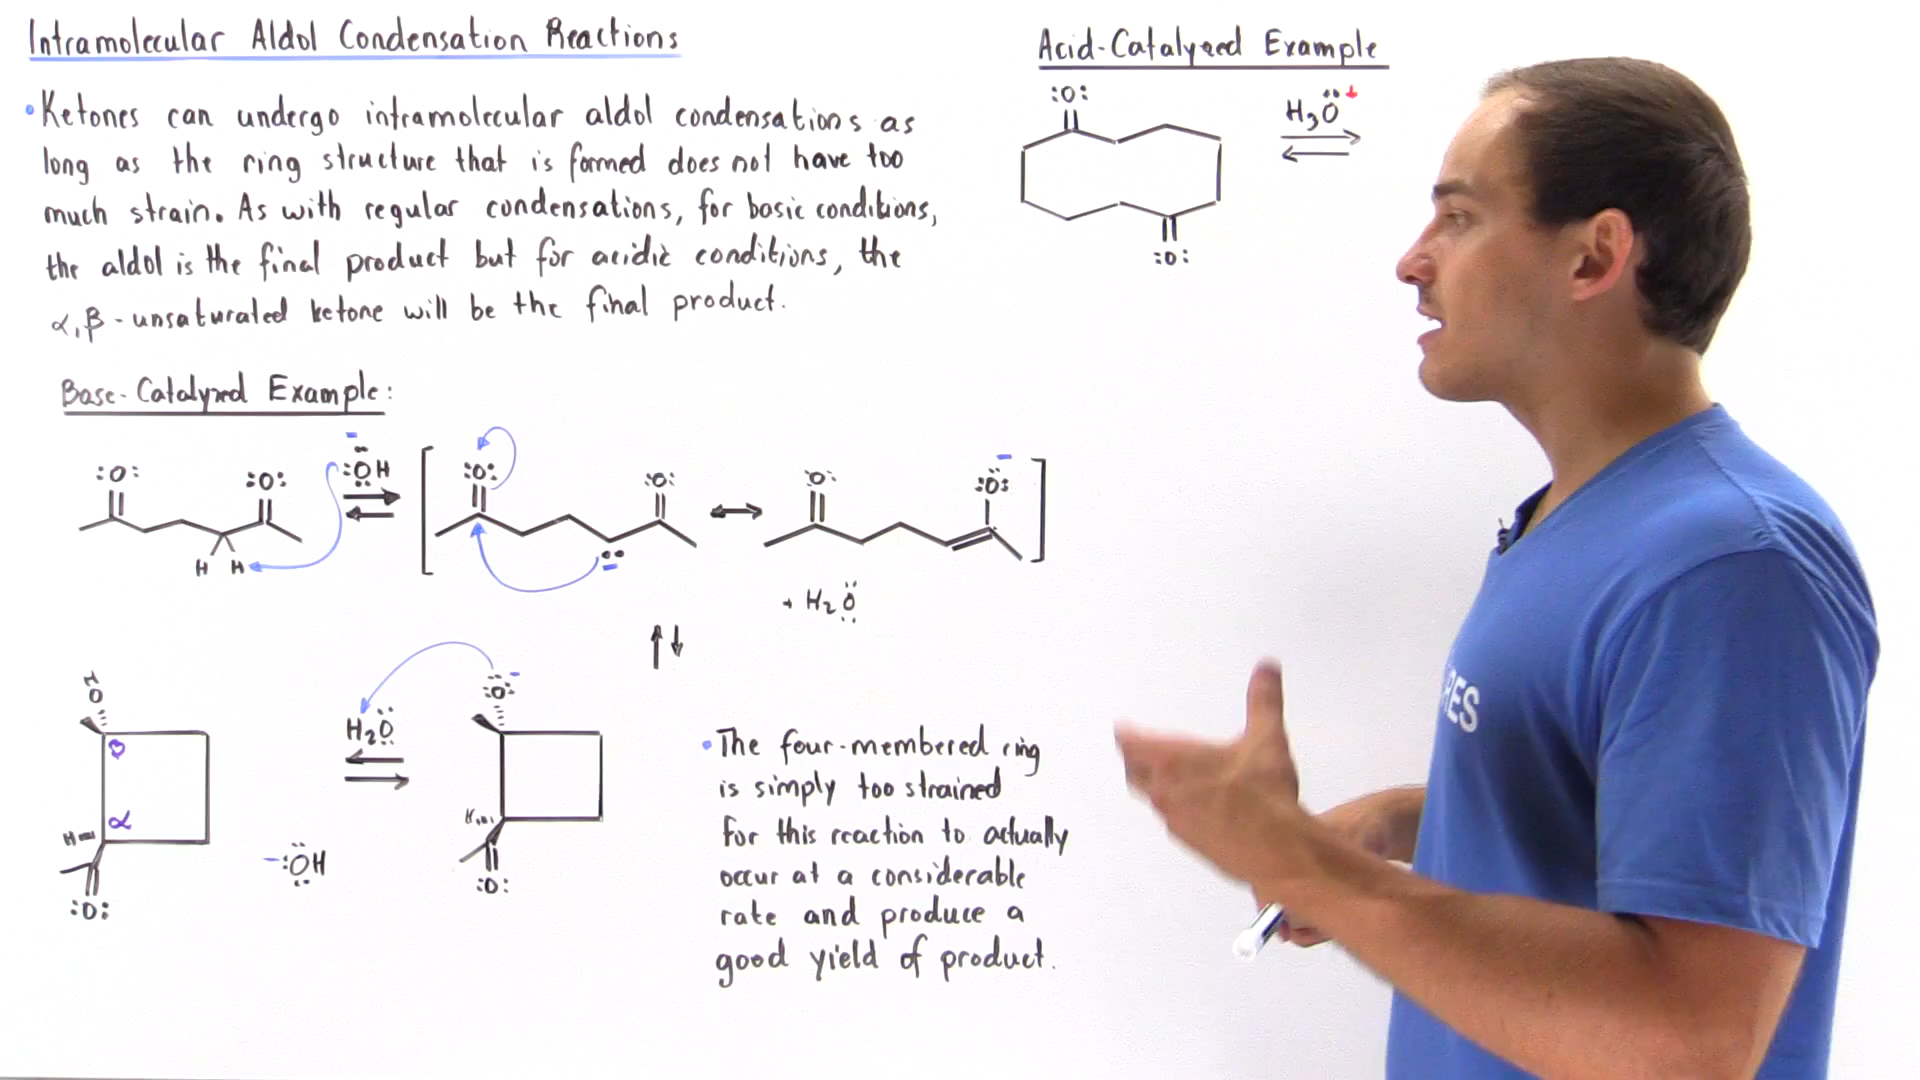 Intramolecular Aldol Condensation Reactions
• Ketones can undergo intramolecular aldol condensations as
long as the ring structure that is formed does not have too
much strain. As with regular condensations, for basic conditions,
the aldol is the final product but for acidic conditions, the
α,β-unsaturated ketone will be the final product.
Base-Catalyzed Example:
:O:
:O:
H H
:OH
:O:
:O:
:O:
:O:
+ H2O
H
O
β
α
H
:O:
H2O
:OH
:O:
H
:O:
• The four-membered ring
is simply too strained
for this reaction to actually
occur at a considerable
rate and produce a
good yield of product.
Acid-Catalyzed Example
:O:
H3O+
:O:
RES